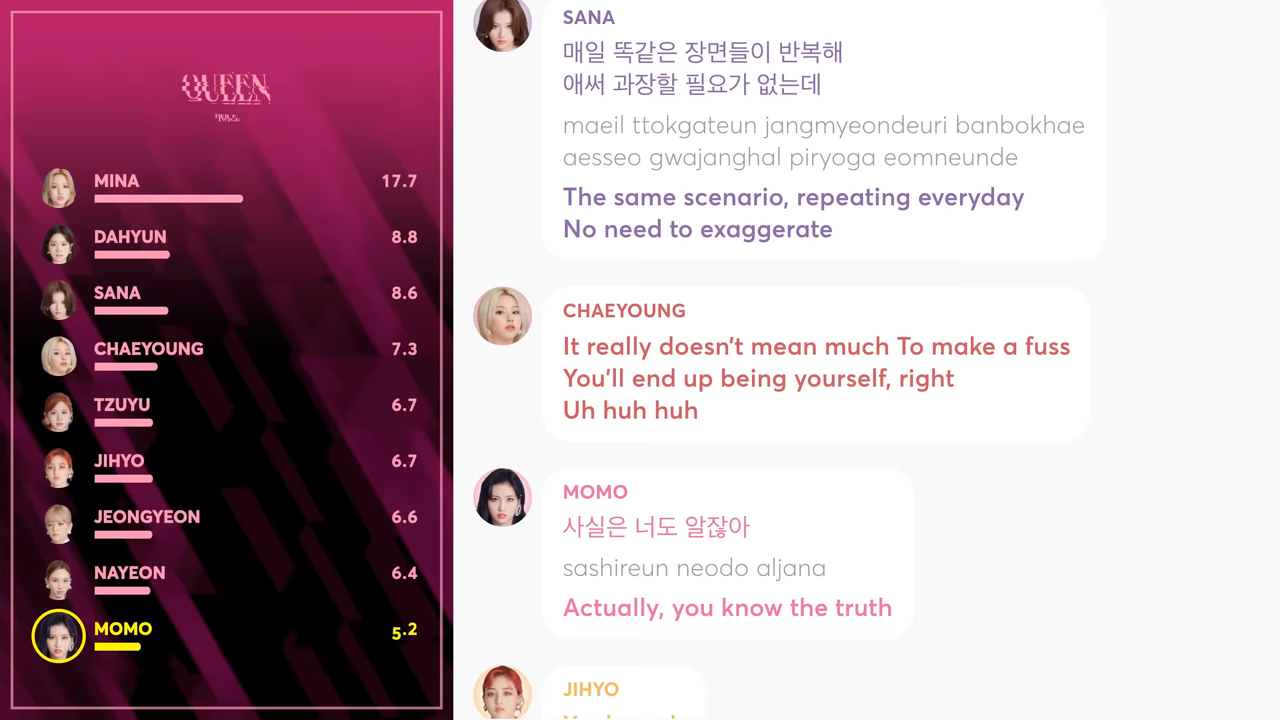 QUEEN
MINA 17.7
DAHYUN 8.8
SANA 8.6
CHAEYOUNG 7.3
TZUYU 6.7
JIHYO 6.7
JEONGYEON 6.6
NAYEON 6.4
MOMO 5.2
SANA
매일 똑같은 장면들이 반복해
애써 과장할 필요가 없는데
maeil ttokgateun jangmyeondeuri banbokhae
aesseo gwajanghal piryoga eomneunde
The same scenario, repeating everyday
No need to exaggerate
CHAEYOUNG
It really doesn't mean much To make a fuss
You'll end up being yourself, right
Uh huh huh
MOMO
사실은 너도 알잖아
sashireun neodo aljana
Actually, you know the truth
JIHYO